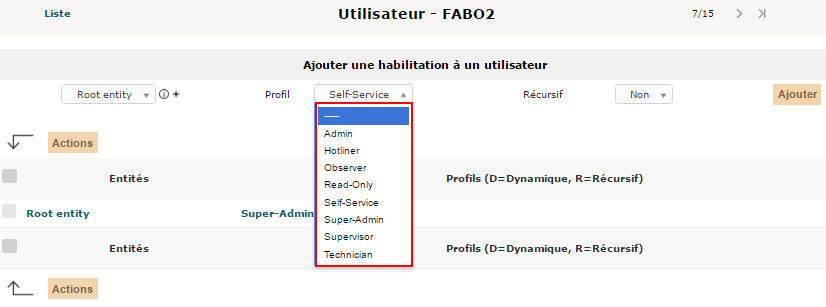 Liste Utilisateur - FABO2 7/15
Ajouter une habilitation à un utilisateur
Root entity Profil Self-Service Récursif Non Ajouter
-----
Admin
Actions Hotliner
Observer
Entités Read-Only Profils (D=Dynamique, R=Récursif)
Self-Service
Root entity Super-Admin Super-Admin
Supervisor
Entités Technician Profils (D=Dynamique, R=Récursif)
Actions